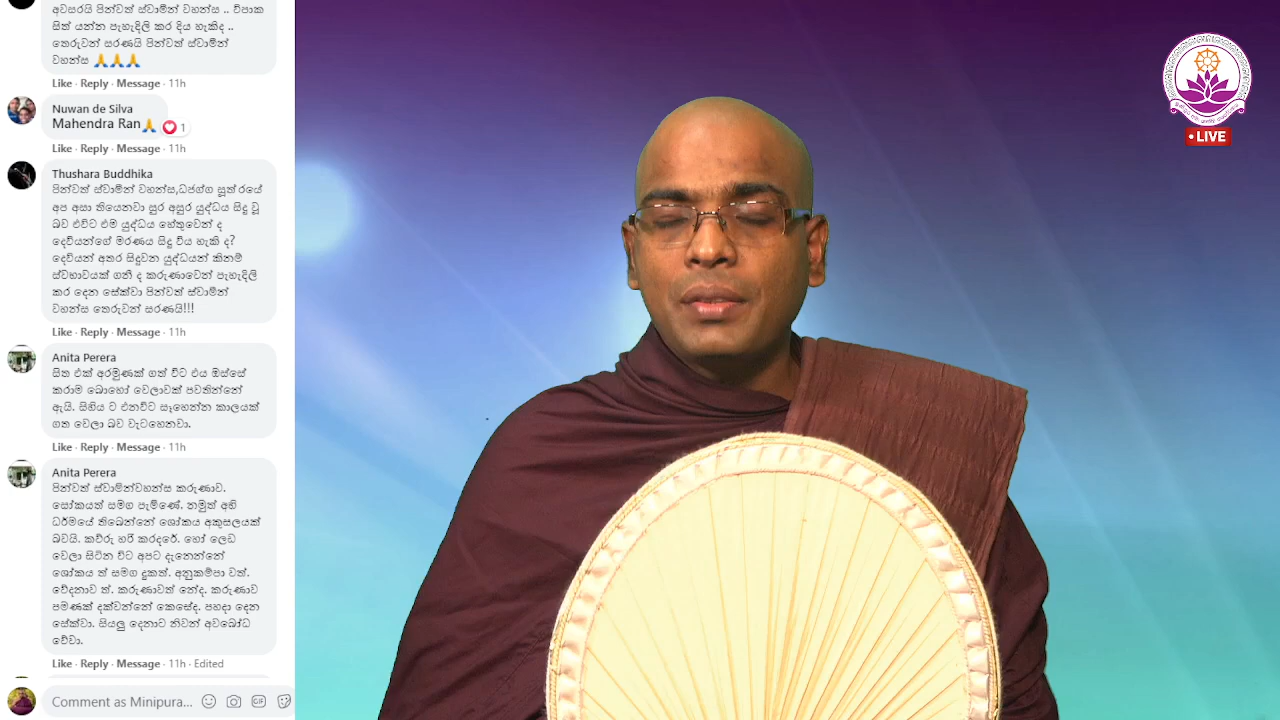 අවසරයි පින්වත් ස්වාමීන් වහන්ස .. විපාක
සිත් යන්න පැහැඳිලි කර දිය හැකිද ..
තෙරුවන් සරණයි පින්වත් ස්වාමීන්
වහන්ස 🙏🙏🙏
Like · Reply · Message · 11h
Nuwan de Silva
Mahendra Ran🙏
1
Like · Reply · Message · 11h
Thushara Buddhika
පින්වත් ස්වාමීන් වහන්ස,ධජග්ග සූත්‍රයේ
අප අසා තියෙනවා සුර අසුර යුද්ධය සිදු වූ
බව එවිට එම යුද්ධය හේතුවෙන් ද
දෙවියන්ගේ මරණය සිදු විය හැකි ද?
දෙවියන් අතර සිදුවන යුද්ධයන් කිනම්
ස්වභාවයක් ගනී ද කරුණාවෙන් පැහැදිලි
කර දෙන සේක්වා පින්වත් ස්වාමීන්
වහන්ස තෙරුවන් සරණයි!!!
Like · Reply · Message · 11h
Anita Perera
සිත එක් අරමුණක් ගත් විට එය ඔස්සේ
කරාම බොහෝ වෙලාවක් පවතින්නේ
ඇයි. සිහිය ට එනවිට සෑහෙන්න කාලයක්
ගත වෙලා බව වැටහෙනවා.
Like · Reply · Message · 11h
Anita Perera
පින්වත් ස්වාමීන්වහන්ස කරුණාව.
සෝකයත් සමග පැමිණේ. නමුත් අභි
ධර්මයේ තිබෙන්නේ ශෝකය අකුසලයක්
බවයි. කවිරු හරි කරදරේ. හෝ ලෙඩ
වෙලා සිටින විට අපට දැනෙන්නේ
ශෝකය ත් සමග දුකත්. අනුකම්පා වත්.
වේදනාව ත්. කරුණාවත් නේද. කරුණාව
පමණක් දක්වන්නේ කෙසේද. පහදා දෙන
සේක්වා. සියලු දෙනාට නිවන් අවබෝධ
වේවා.
Like · Reply · Message · 11h · Edited
Comment as Minipura...
GIF
• LIVE